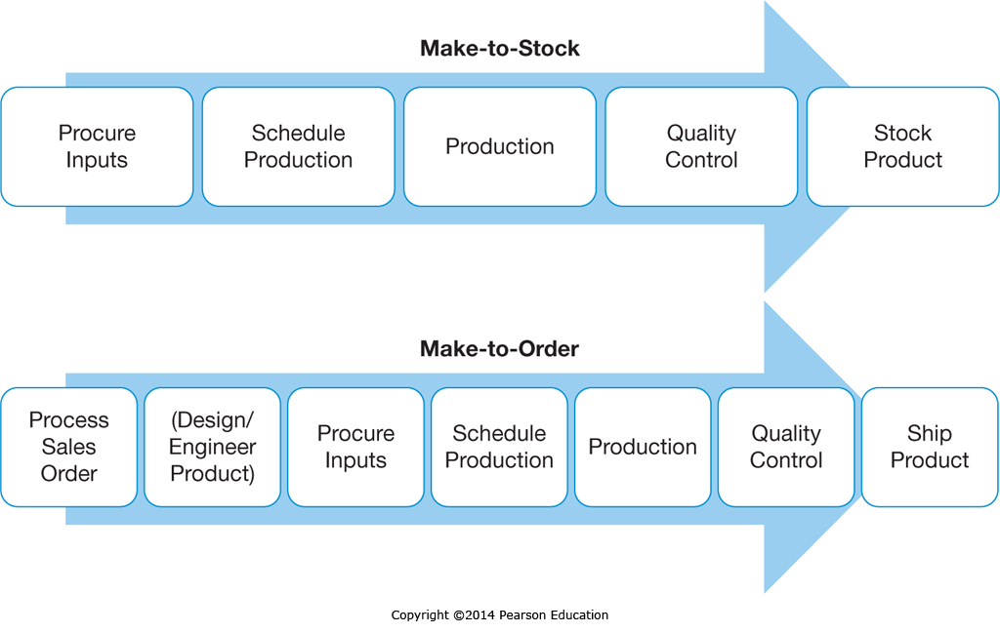 Make-to-Stock
Procure
Inputs
Schedule
Production
Production
Quality
Control
Stock
Product
Make-to-Order
Process
Sales
Order
(Design/
Engineer
Product)
Procure
Inputs
Schedule
Production
Production
Quality
Control
Ship
Product
Copyright ©2014 Pearson Education